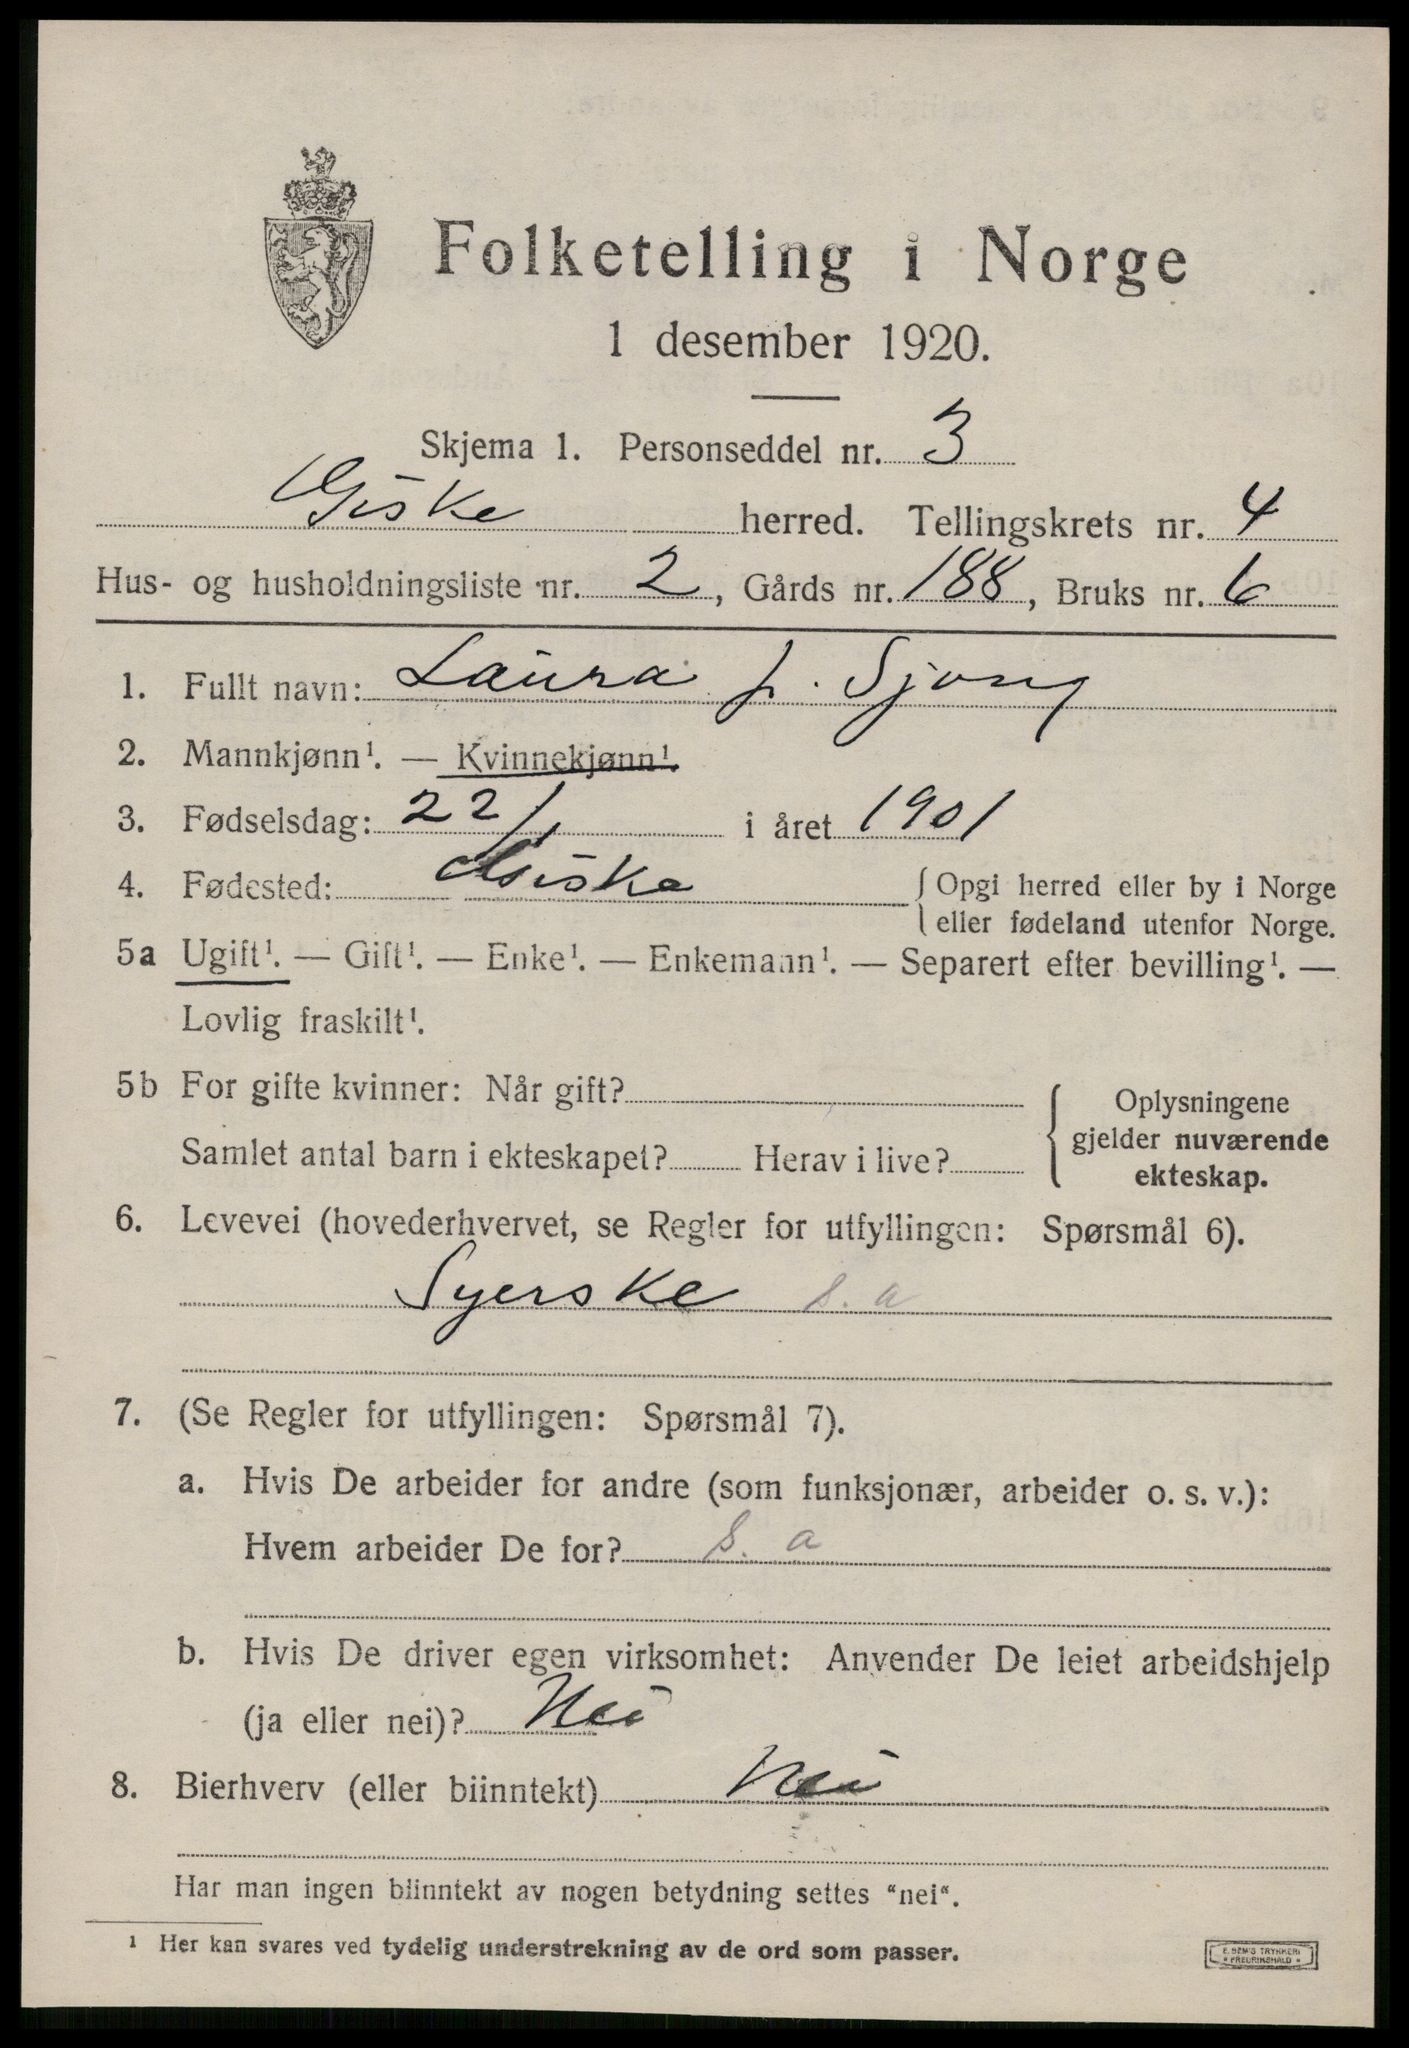 Folketelling i Norge
1 desember 1920.
Skjema 1. Personseddel nr. 3
Giske herred. Tellingskrets nr. 4
Hus- og husholdningsliste nr. 2, Gårds nr. 188, Bruks nr. 6
1. Fullt navn: Laura J. Sjong
2. Mannkjønn¹. — Kvinnekjønn¹.
3. Fødselsdag: 22/1 i året 1901
4. Fødested: Giske { Opgi herred eller by i Norge
eller fødeland utenfor Norge.
5a Ugift¹. — Gift¹. — Enke¹. — Enkemann¹. — Separert efter bevilling¹. —
Lovlig fraskilt¹.
5b For gifte kvinner: Når gift?
Samlet antal barn i ekteskapet? Herav i live?
Oplysningene
gjelder nuværende
ekteskap.
6. Levevei (hovederhvervet, se Regler for utfyllingen: Spørsmål 6).
Syerske s. a
7. (Se Regler for utfyllingen: Spørsmål 7).
a. Hvis De arbeider for andre (som funksjonær, arbeider o. s. v.):
Hvem arbeider De for? s. a
b. Hvis De driver egen virksomhet: Anvender De leiet arbeidshjelp
(ja eller nei)? Nei
8. Bierhverv (eller biinntekt) Nei
Har man ingen biinntekt av nogen betydning settes "nei".
¹ Her kan svares ved tydelig understrekning av de ord som passer.
E. SEM'S TRYKKERI
* FREDRIKSHALD *